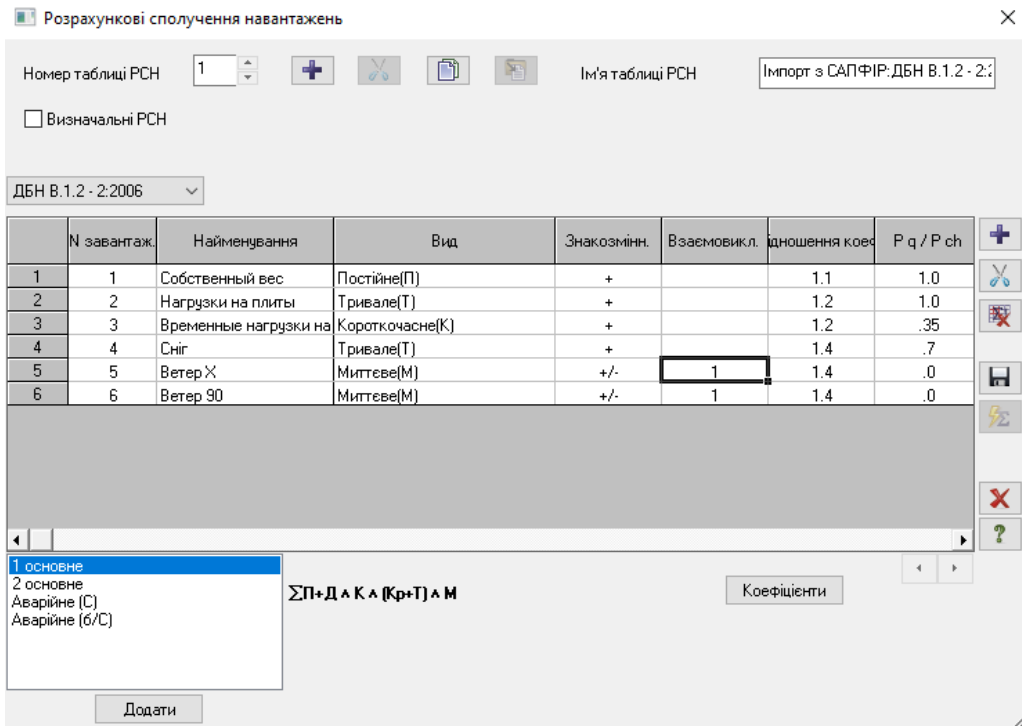 Розрахункові сполучення навантажень
Номер таблиці РСН 1 Ім'я таблиці РСН Імпорт з САПФІР:ДБН В.1.2 - 2:2
Визначальні РСН
ДБН В.1.2 - 2:2006
N завантаж. Найменування Вид Знакозмінн. Взаємовикл. ідношення коеф P q / P ch
1 1 Собственный вес Постійне(П) + 1.1 1.0
2 2 Нагрузки на плиты Тривале(Т) + 1.2 1.0
3 3 Временные нагрузки на Короткочасне(К) + 1.2 .35
4 4 Сніг Тривале(Т) + 1.4 .7
5 5 Ветер X Миттєве(М) +/- 1 1.4 .0
6 6 Ветер 90 Миттєве(М) +/- 1 1.4 .0
1 основне
2 основне
Аварійне (С)
Аварійне (б/С)
∑П+Д ∧ К ∧ (Кр+Т) ∧ М
Коефіцієнти
Додати